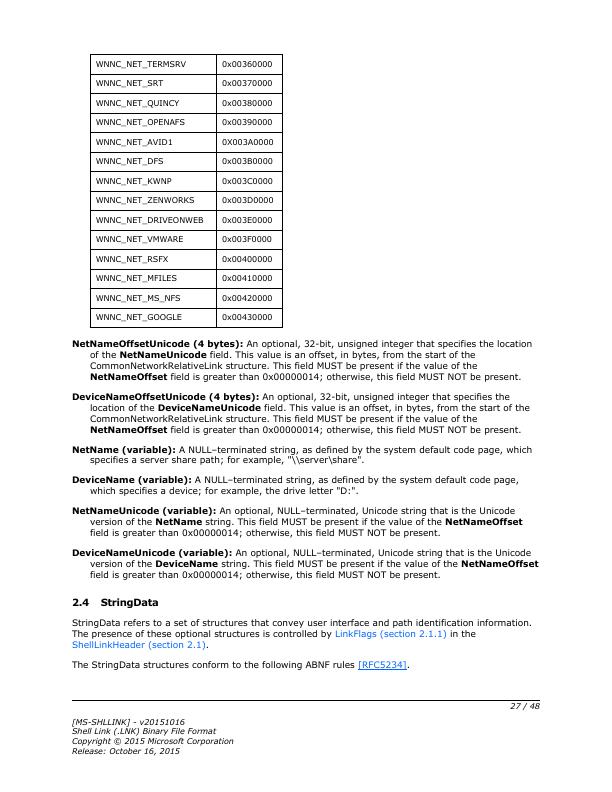 WNNC_NET_TERMSRV 0x00360000
WNNC_NET_SRT 0x00370000
WNNC_NET_QUINCY 0x00380000
WNNC_NET_OPENAFS 0x00390000
WNNC_NET_AVID1 0X003A0000
WNNC_NET_DFS 0x003B0000
WNNC_NET_KWNP 0x003C0000
WNNC_NET_ZENWORKS 0x003D0000
WNNC_NET_DRIVEONWEB 0x003E0000
WNNC_NET_VMWARE 0x003F0000
WNNC_NET_RSFX 0x00400000
WNNC_NET_MFILES 0x00410000
WNNC_NET_MS_NFS 0x00420000
WNNC_NET_GOOGLE 0x00430000
NetNameOffsetUnicode (4 bytes): An optional, 32-bit, unsigned integer that specifies the location
of the NetNameUnicode field. This value is an offset, in bytes, from the start of the
CommonNetworkRelativeLink structure. This field MUST be present if the value of the
NetNameOffset field is greater than 0x00000014; otherwise, this field MUST NOT be present.
DeviceNameOffsetUnicode (4 bytes): An optional, 32-bit, unsigned integer that specifies the
location of the DeviceNameUnicode field. This value is an offset, in bytes, from the start of the
CommonNetworkRelativeLink structure. This field MUST be present if the value of the
NetNameOffset field is greater than 0x00000014; otherwise, this field MUST NOT be present.
NetName (variable): A NULL–terminated string, as defined by the system default code page, which
specifies a server share path; for example, "\\server\share".
DeviceName (variable): A NULL–terminated string, as defined by the system default code page,
which specifies a device; for example, the drive letter "D:".
NetNameUnicode (variable): An optional, NULL–terminated, Unicode string that is the Unicode
version of the NetName string. This field MUST be present if the value of the NetNameOffset
field is greater than 0x00000014; otherwise, this field MUST NOT be present.
DeviceNameUnicode (variable): An optional, NULL–terminated, Unicode string that is the Unicode
version of the DeviceName string. This field MUST be present if the value of the NetNameOffset
field is greater than 0x00000014; otherwise, this field MUST NOT be present.
2.4 StringData
StringData refers to a set of structures that convey user interface and path identification information.
The presence of these optional structures is controlled by LinkFlags (section 2.1.1) in the
ShellLinkHeader (section 2.1).
The StringData structures conform to the following ABNF rules [RFC5234].
27 / 48
[MS-SHLLINK] - v20151016
Shell Link (.LNK) Binary File Format
Copyright © 2015 Microsoft Corporation
Release: October 16, 2015